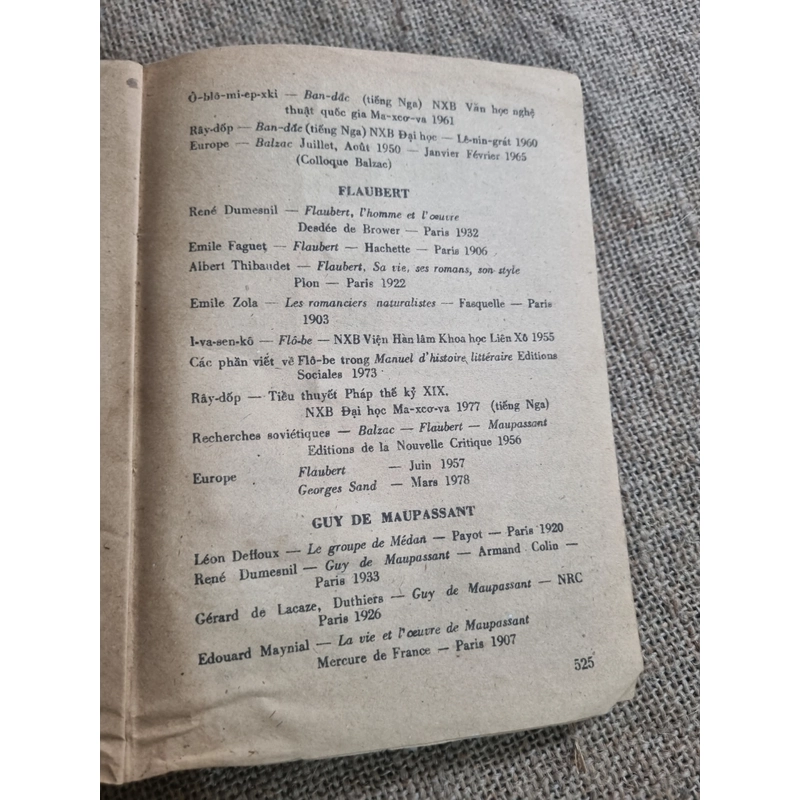 Ô-blô-mi-ep-xki — Ban-dắc (tiếng Nga) NXB Văn học nghệ
thuật quốc gia Ma-xcơ-va 1961
Rây-dốp — Ban-dắc (tiếng Nga) NXB Đại học — Lê-nin-grát 1960
Europe — Balzac Juillet, Août 1950 — Janvier Février 1965
(Colloque Balzac)
FLAUBERT
René Dumesnil — Flaubert, l'homme et l'oeuvre
Desdée de Brower — Paris 1932
Emile Faguet — Flaubert — Hachette — Paris 1906
Albert Thibaudet — Flaubert, Sa vie, ses romans, son style
Plon — Paris 1922
Emile Zola — Les romanciers naturalistes — Fasquelle — Paris
1903
I-va-sen-kô — Flô-be — NXB Viện Hàn lâm Khoa học Liên Xô 1955
Các phần viết về Flô-be trong Manuel d'histoire littéraire Editions
Sociales 1973
Rây-dốp — Tiểu thuyết Pháp thế kỷ XIX.
NXB Đại học Ma-xcơ-va 1977 (tiếng Nga)
Recherches soviétiques — Balzac — Flaubert — Maupassant
Editions de la Nouvelle Critique 1956
Europe Flaubert — Juin 1957
Georges Sand — Mars 1978
GUY DE MAUPASSANT
Léon Deffoux — Le groupe de Médan — Payot — Paris 1920
René Dumesnil — Guy de Maupassant — Armand Colin —
Paris 1933
Gérard de Lacaze, Duthiers — Guy de Maupassant — NRC
Paris 1926
Edouard Maynial — La vie et l'œuvre de Maupassant
Mercure de France — Paris 1907
525